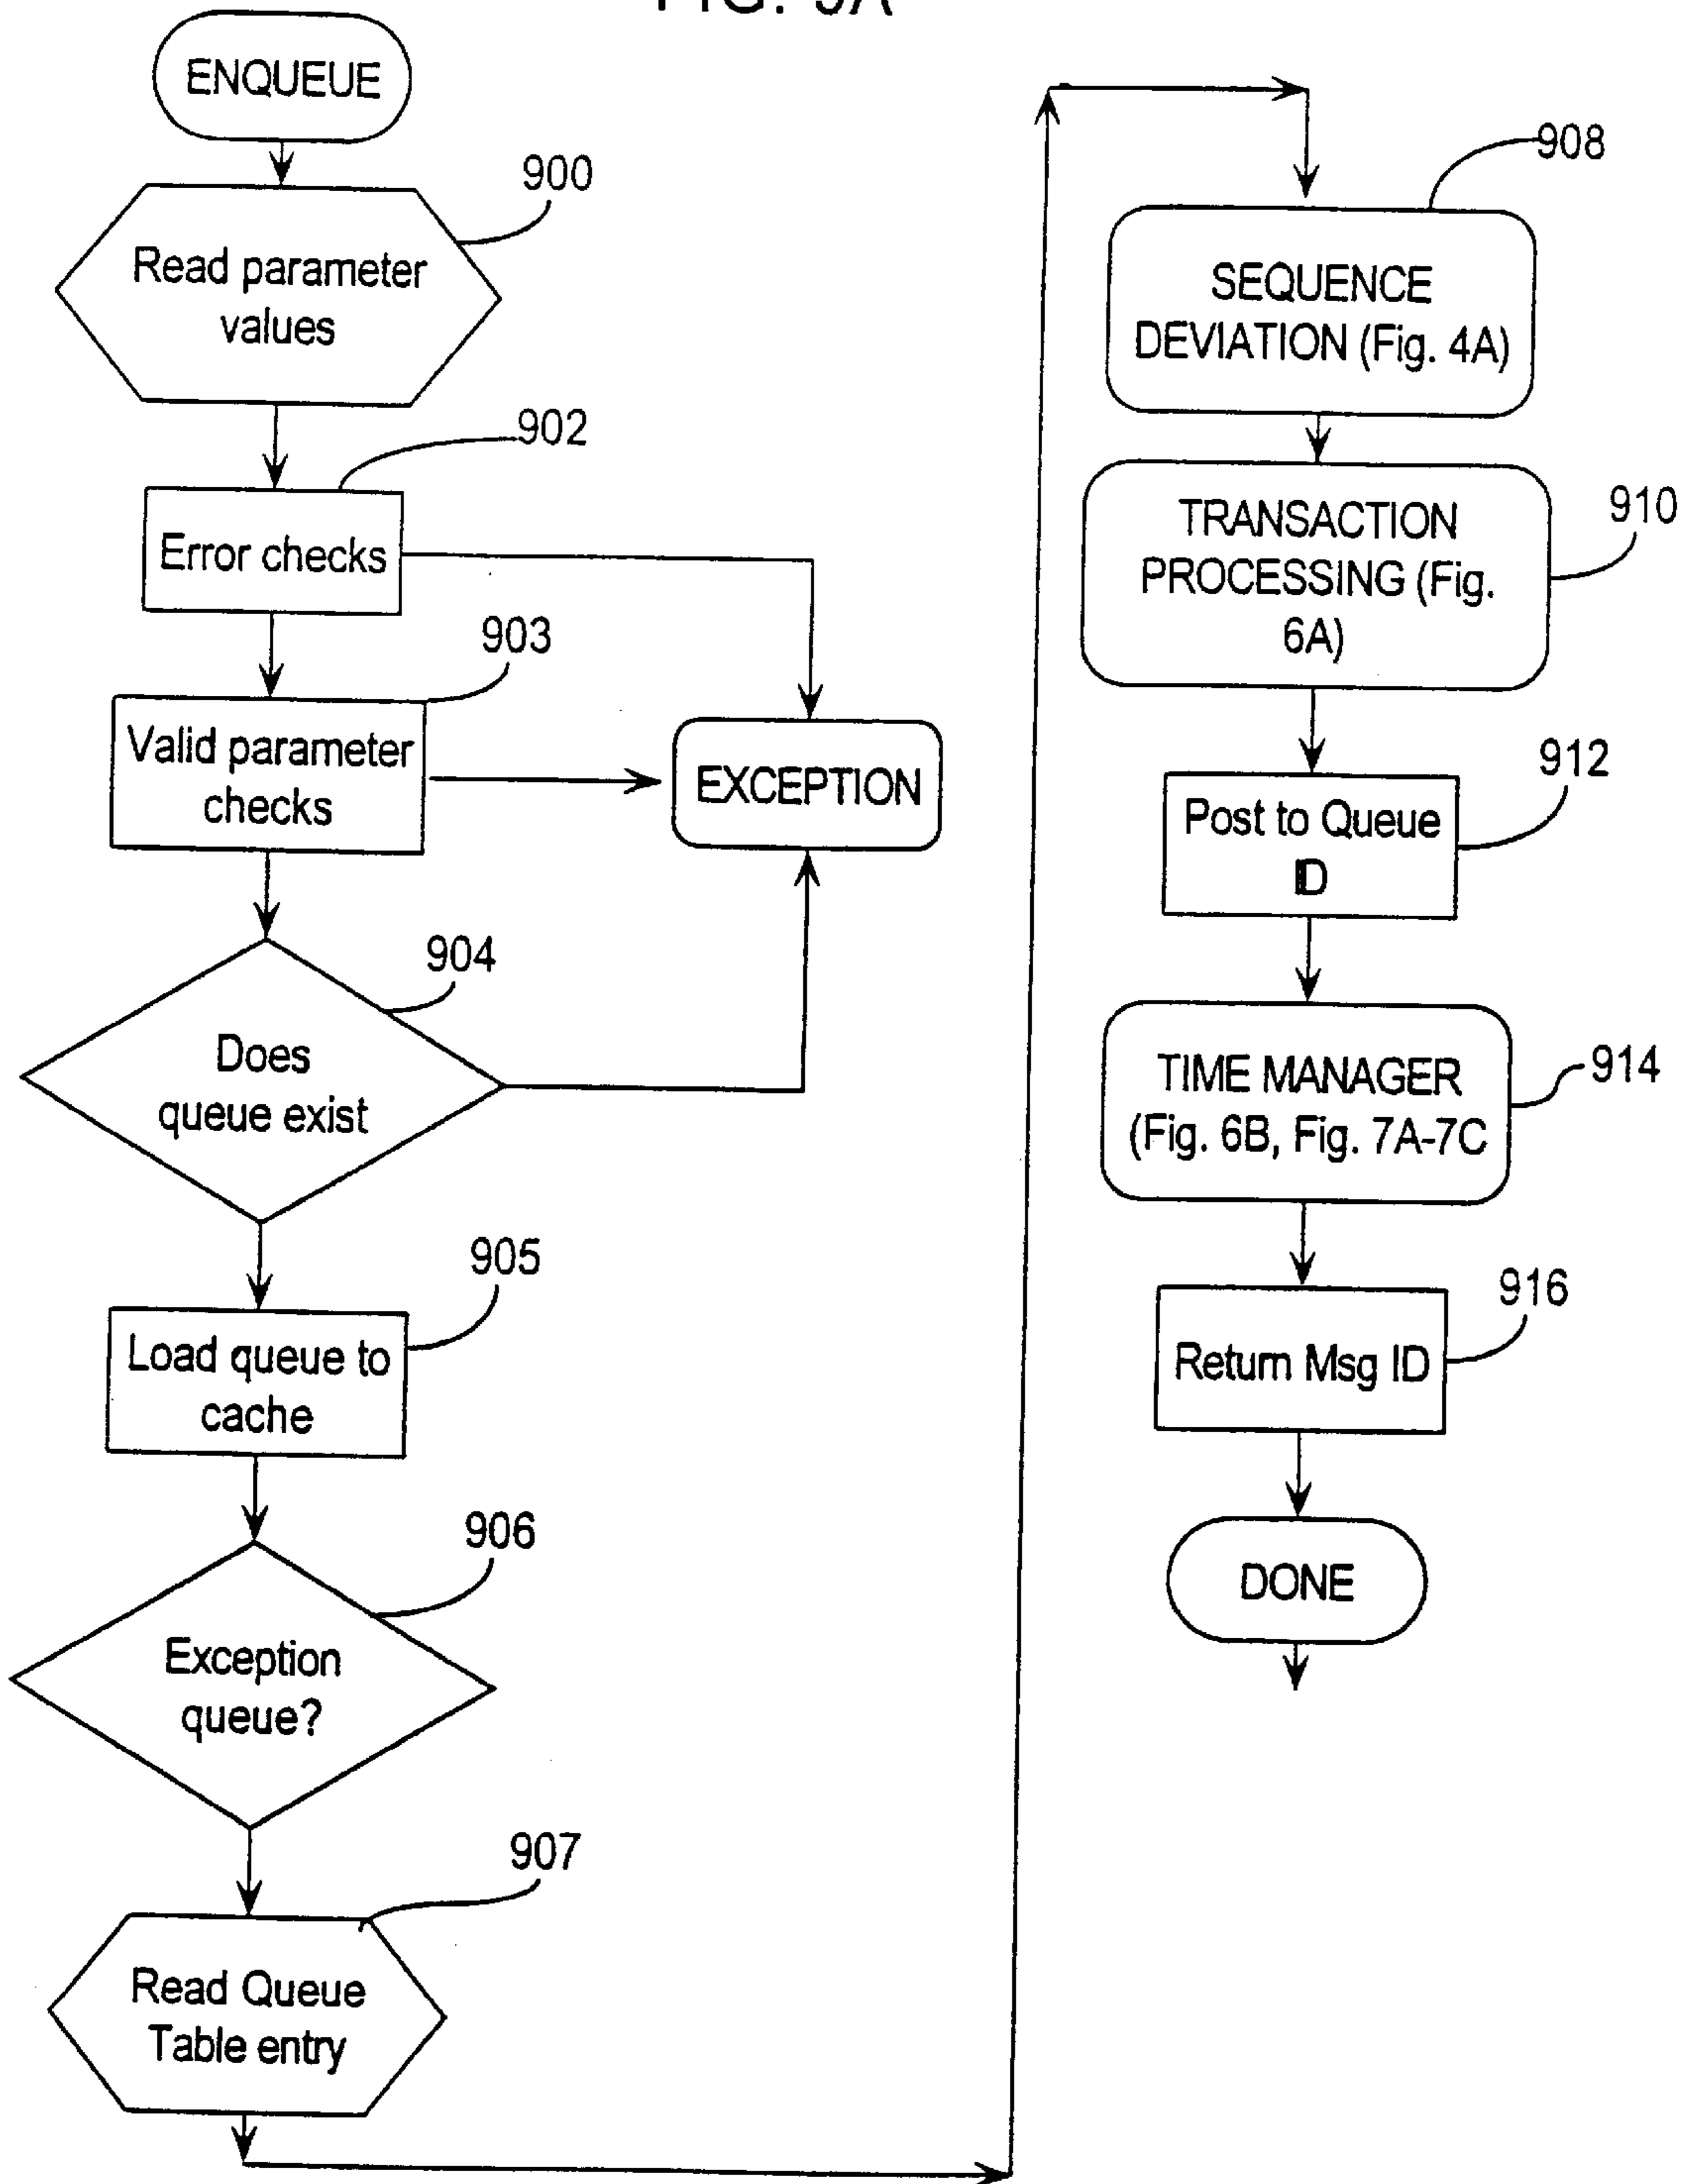 FIG. 9A
ENQUEUE
900
Read parameter
values
902
Error checks
903
Valid parameter
checks
EXCEPTION
904
Does
queue exist
905
Load queue to
cache
906
Exception
queue?
907
Read Queue
Table entry
908
SEQUENCE
DEVIATION (Fig. 4A)
910
TRANSACTION
PROCESSING (Fig.
6A)
912
Post to Queue
ID
914
TIME MANAGER
(Fig. 6B, Fig. 7A-7C
916
Return Msg ID
DONE